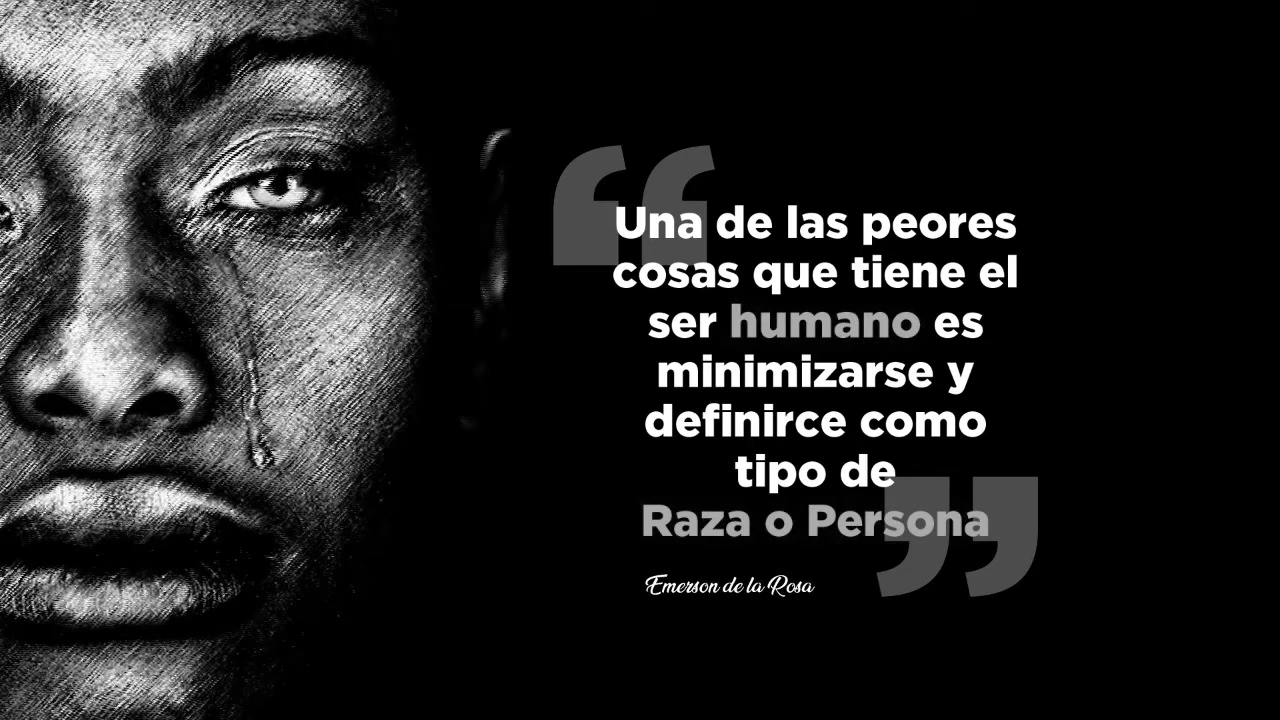 Una de las peores
cosas que tiene el
ser humano es
minimizarse y
definirce como
tipo de
Raza o Persona
Emerson de la Rosa